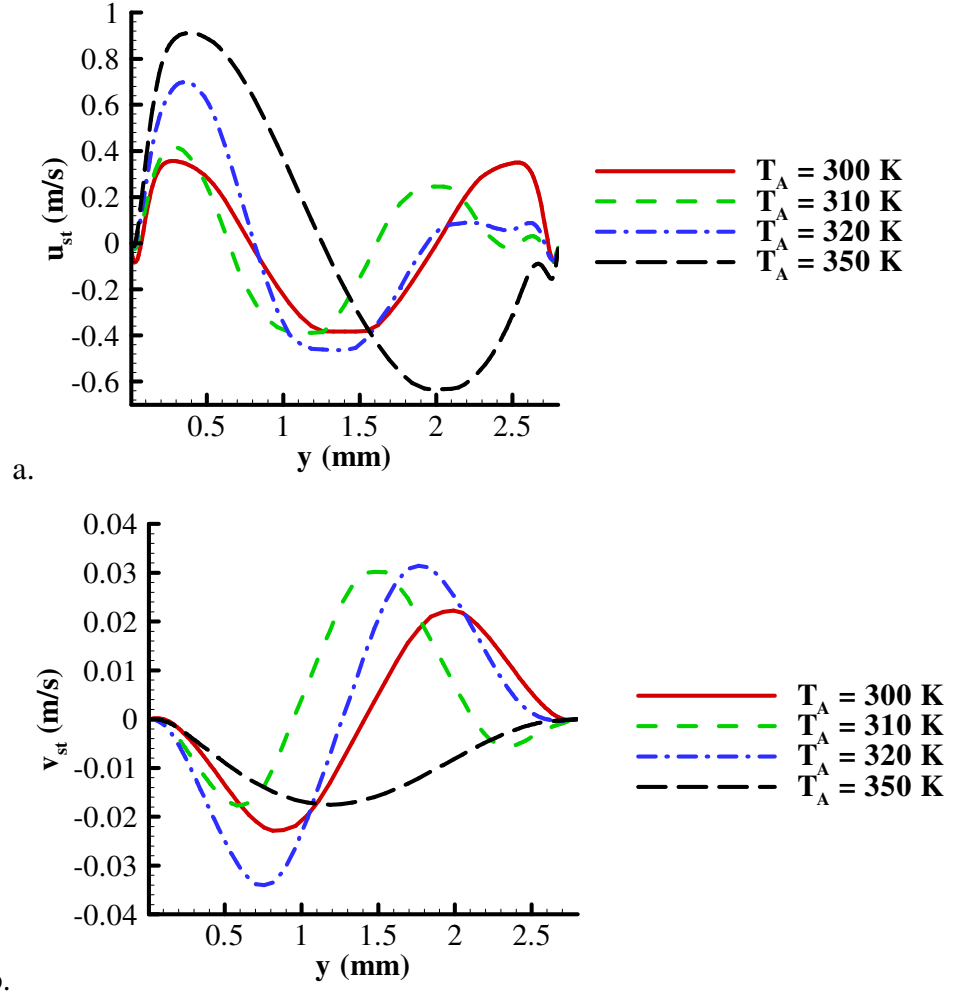 1
0.8
0.6
0.4
0.2
0
-0.2
-0.4
-0.6
u_st (m/s)
0.5 1 1.5 2 2.5
y (mm)
T_A = 300 K
T_A = 310 K
T_A = 320 K
T_A = 350 K
a.
0.04
0.03
0.02
0.01
0
-0.01
-0.02
-0.03
-0.04
v_st (m/s)
0.5 1 1.5 2 2.5
y (mm)
T_A = 300 K
T_A = 310 K
T_A = 320 K
T_A = 350 K